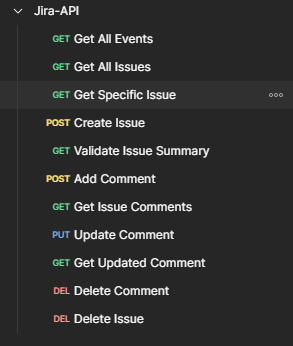 Jira-API
GET Get All Events
GET Get All Issues
GET Get Specific Issue
POST Create Issue
GET Validate Issue Summary
POST Add Comment
GET Get Issue Comments
PUT Update Comment
GET Get Updated Comment
DEL Delete Comment
DEL Delete Issue